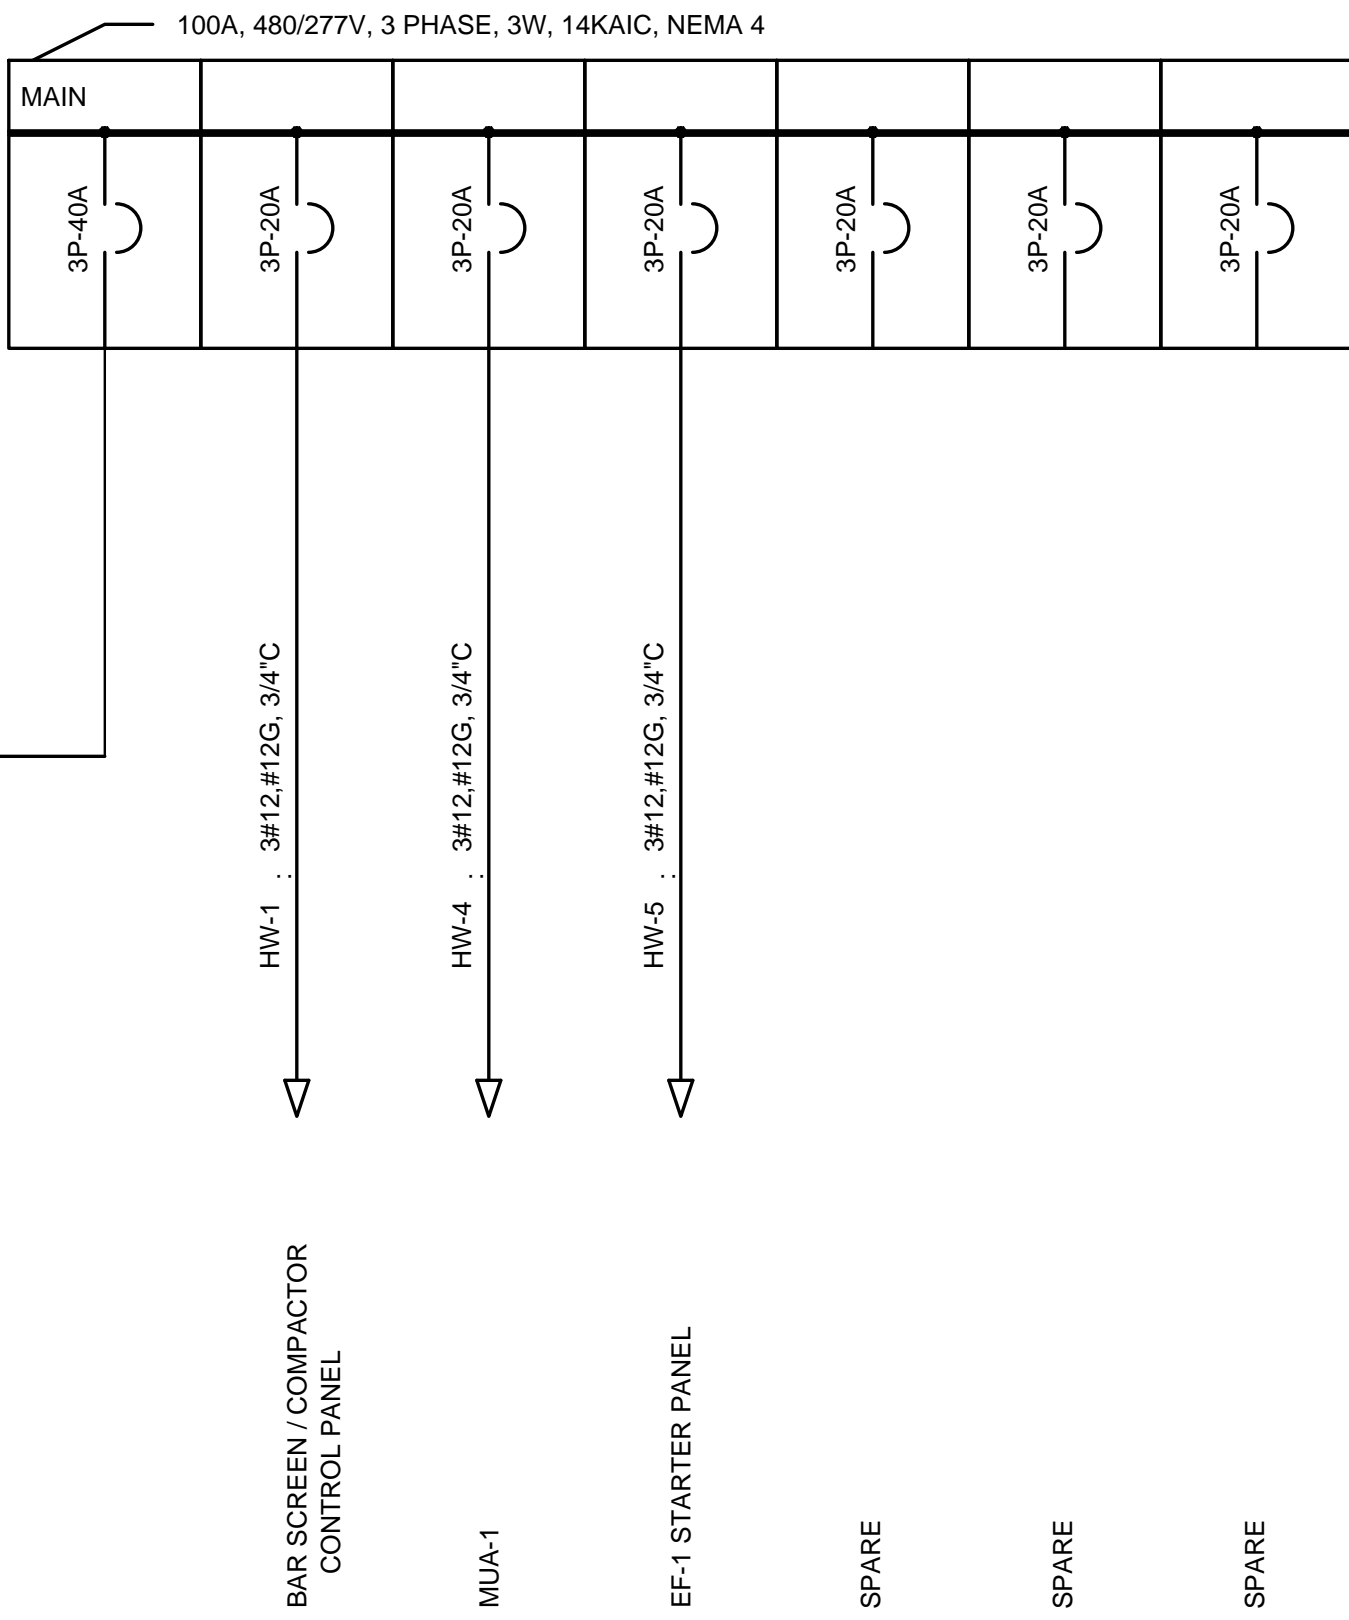 100A, 480/277V, 3 PHASE, 3W, 14KAIC, NEMA 4
MAIN
3P-40A
3P-20A
3P-20A
3P-20A
3P-20A
3P-20A
3P-20A
HW-1 : 3#12,#12G, 3/4"C
HW-4 : 3#12,#12G, 3/4"C
HW-5 : 3#12,#12G, 3/4"C
BAR SCREEN / COMPACTOR
CONTROL PANEL
MUA-1
EF-1 STARTER PANEL
SPARE
SPARE
SPARE